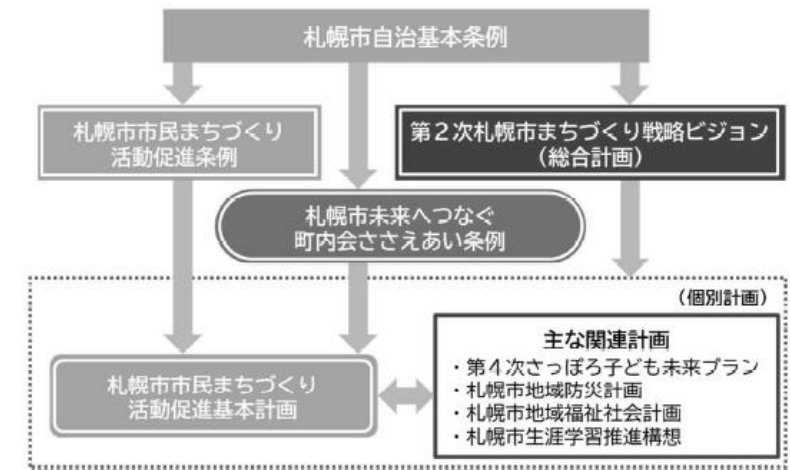 札幌市自治基本条例
札幌市市民まちづくり
活動促進条例
第２次札幌市まちづくり戦略ビジョン
（総合計画）
札幌市未来へつなぐ
町内会ささえあい条例
（個別計画）
札幌市市民まちづくり
活動促進基本計画
主な関連計画
・第４次さっぽろ子ども未来プラン
・札幌市地域防災計画
・札幌市地域福祉社会計画
・札幌市生涯学習推進構想